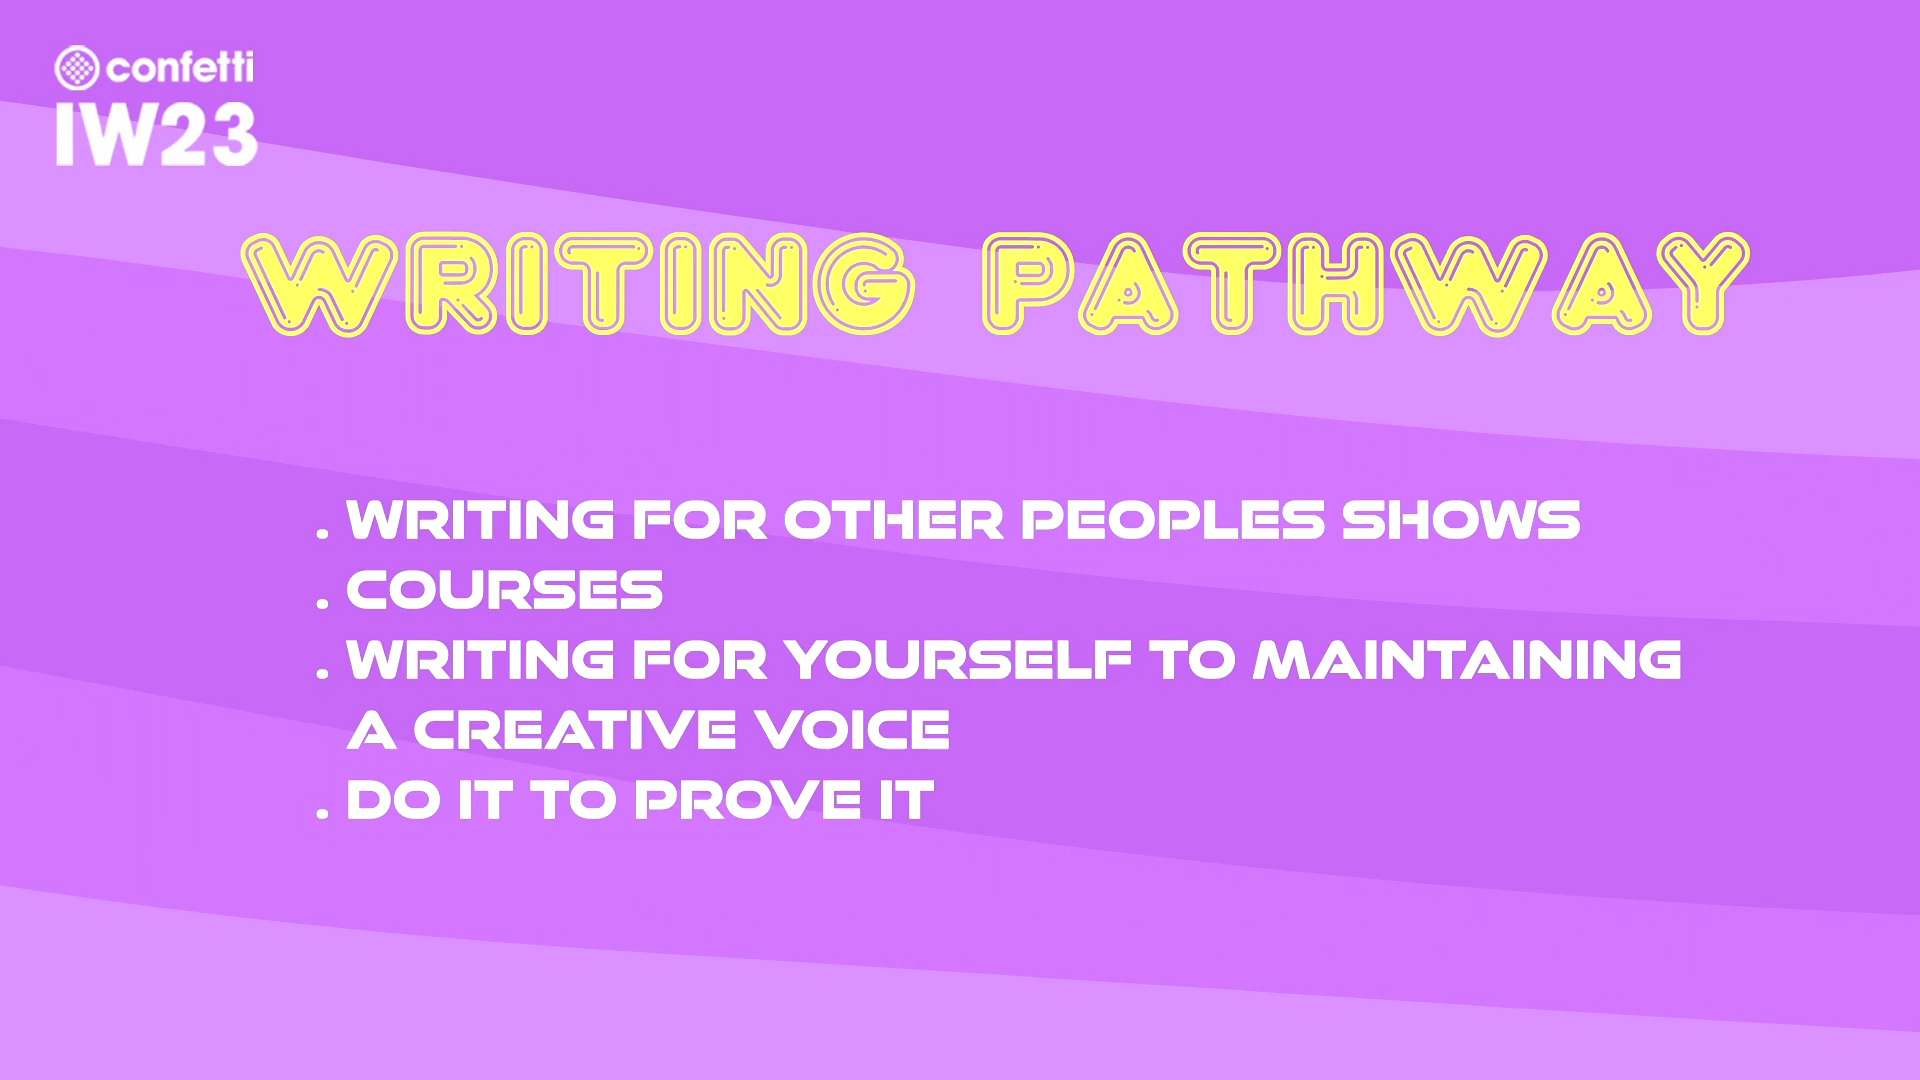 confetti
IW23
WRITING PATHWAY
. WRITING FOR OTHER PEOPLES SHOWS
. COURSES
. WRITING FOR YOURSELF TO MAINTAINING
A CREATIVE VOICE
. DO IT TO PROVE IT